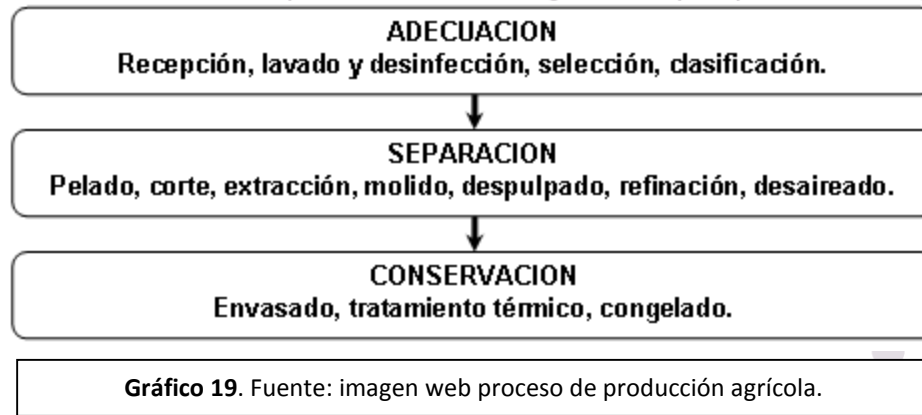 ADECUACION
Recepción, lavado y desinfección, selección, clasificación.
SEPARACION
Pelado, corte, extracción, molido, despulpado, refinación, desaireado.
CONSERVACION
Envasado, tratamiento térmico, congelado.
Gráfico 19. Fuente: imagen web proceso de producción agrícola.